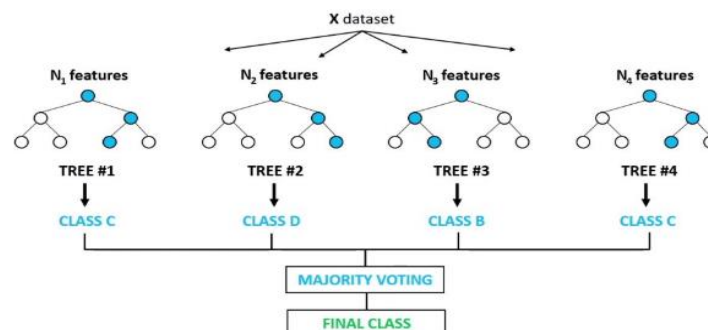 X dataset
N₁ features N₂ features N₃ features N₄ features
TREE #1 TREE #2 TREE #3 TREE #4
CLASS C CLASS D CLASS B CLASS C
MAJORITY VOTING
FINAL CLASS